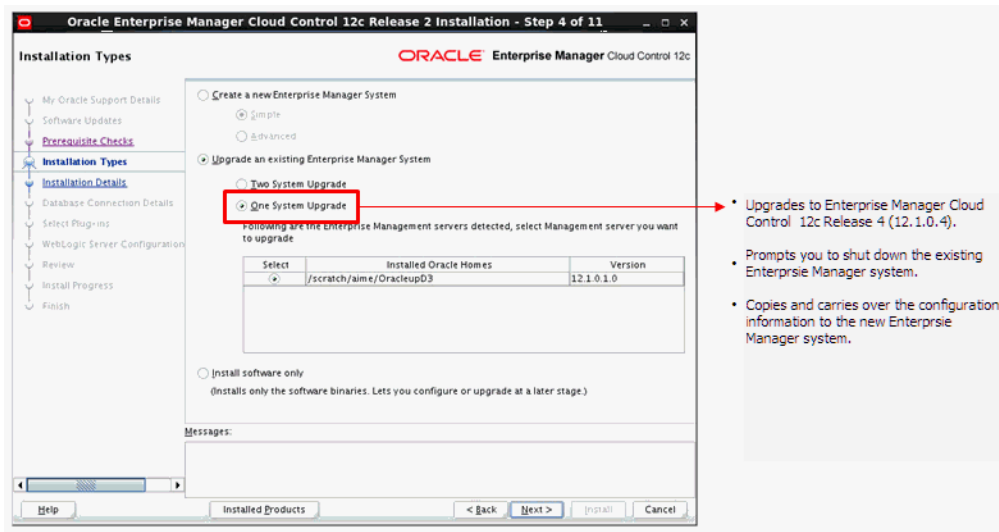 Oracle Enterprise Manager Cloud Control 12c Release 2 Installation - Step 4 of 11
Installation Types
ORACLE Enterprise Manager Cloud Control 12c
My Oracle Support Details
Software Updates
Prerequisite Checks
Installation Types
Installation Details
Database Connection Details
Select Plug-ins
WebLogic Server Configuration
Review
Install Progress
Finish
Create a new Enterprise Manager System
Simple
Advanced
Upgrade an existing Enterprise Manager System
Two System Upgrade
One System Upgrade
Following are the Enterprise Management servers detected, select Management server you want
to upgrade
Select Installed Oracle Homes Version
/scratch/aime/OracleupD3 12.1.0.1.0
Install software only
(Installs only the software binaries. Lets you configure or upgrade at a later stage.)
Messages:
Help Installed Products < Back Next > Install Cancel
• Upgrades to Enterprise Manager Cloud
Control 12c Release 4 (12.1.0.4).
• Prompts you to shut down the existing
Enterprsie Manager system.
• Copies and carries over the configuration
information to the new Enterprsie
Manager system.